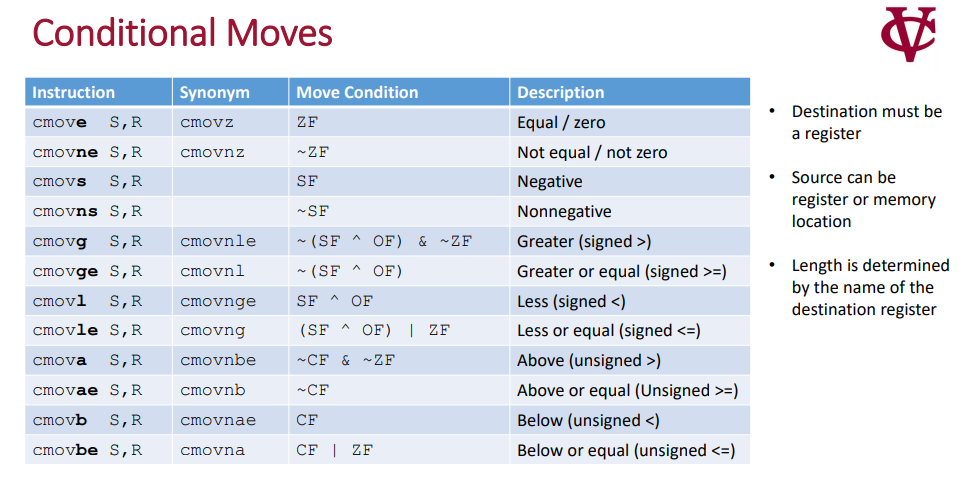 Conditional Moves
VC
Instruction Synonym Move Condition Description
cmove S,R cmovz ZF Equal / zero
cmovne S,R cmovnz ~ZF Not equal / not zero
cmovs S,R SF Negative
cmovns S,R ~SF Nonnegative
cmovg S,R cmovnle ~(SF ^ OF) & ~ZF Greater (signed >)
cmovge S,R cmovnl ~(SF ^ OF) Greater or equal (signed >=)
cmovl S,R cmovnge SF ^ OF Less (signed <)
cmovle S,R cmovng (SF ^ OF) | ZF Less or equal (signed <=)
cmova S,R cmovnbe ~CF & ~ZF Above (unsigned >)
cmovae S,R cmovnb ~CF Above or equal (Unsigned >=)
cmovb S,R cmovnae CF Below (unsigned <)
cmovbe S,R cmovna CF | ZF Below or equal (unsigned <=)
• Destination must be
a register
• Source can be
register or memory
location
• Length is determined
by the name of the
destination register